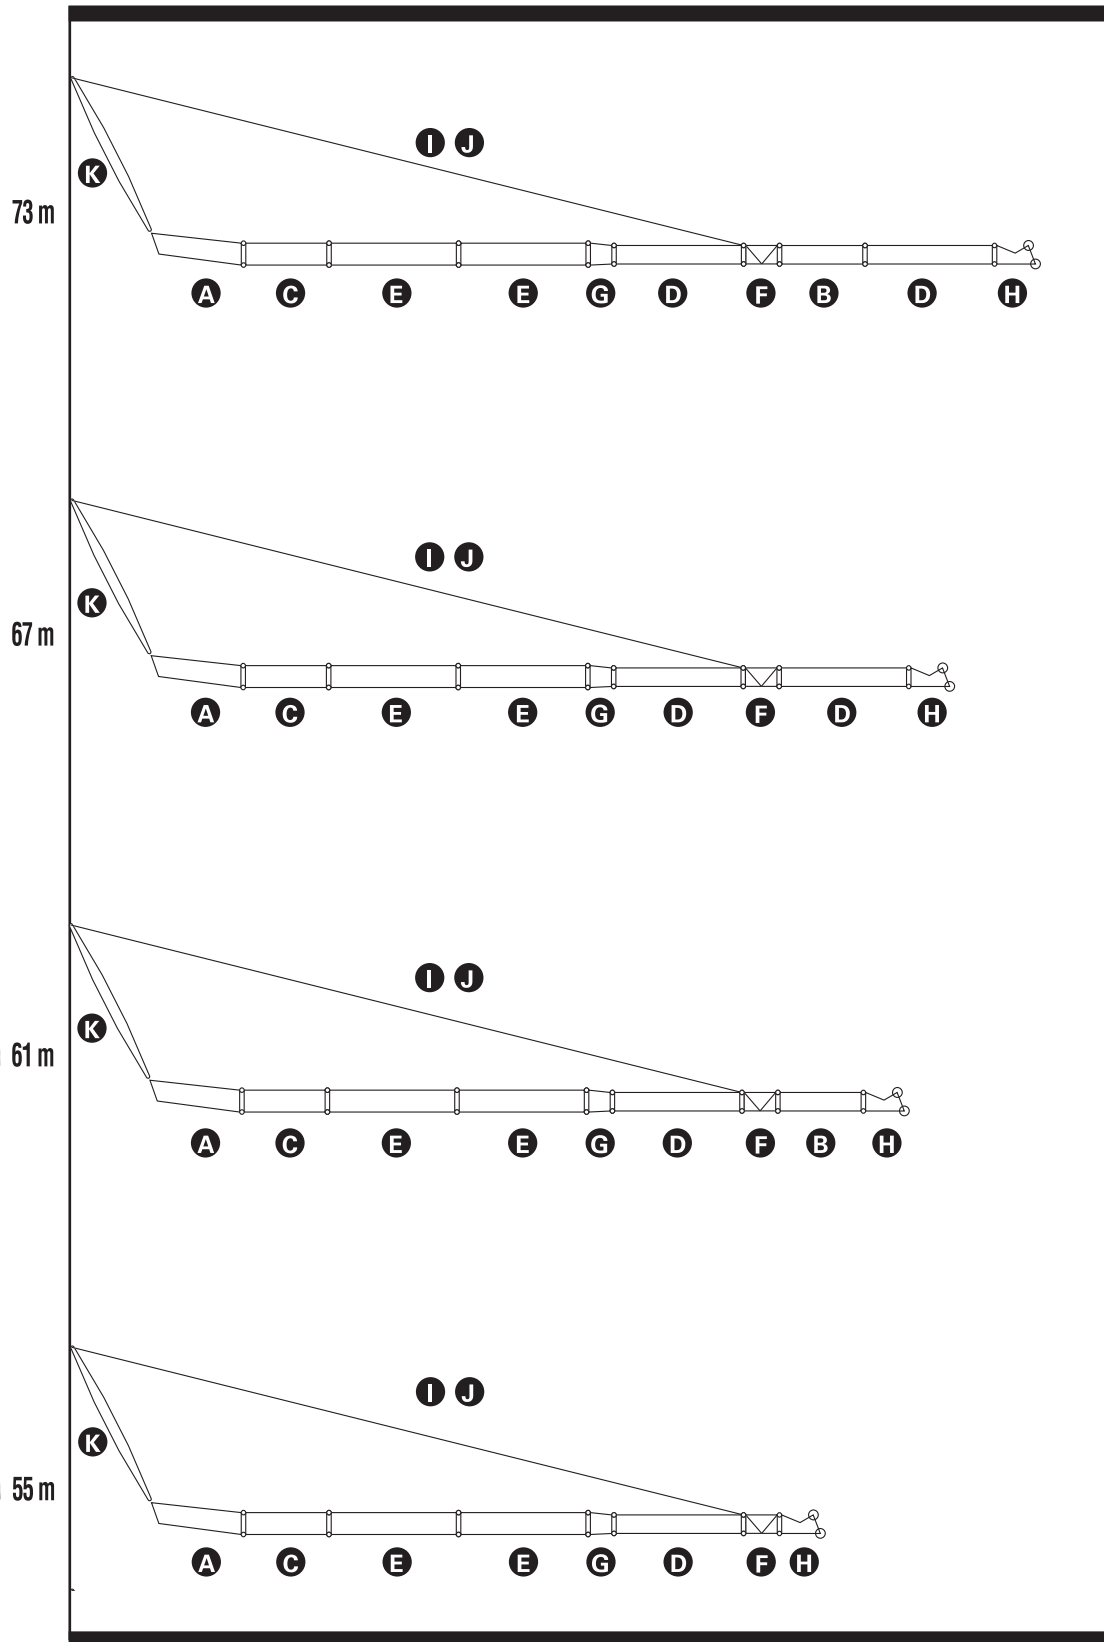 I J
K
73 m
A C E E G D F B D H
I J
K
67 m
A C E E G D F D H
I J
K
61 m
A C E E G D F B H
I J
K
55 m
A C E E G D F H